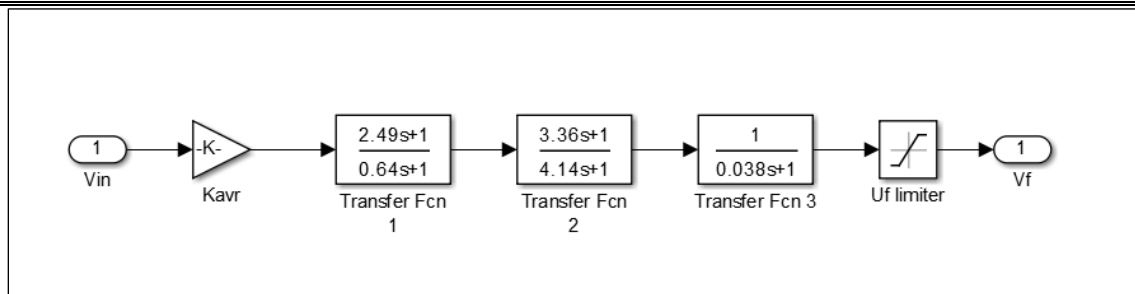 1
Vin
-K-
Kavr
2.49s+1
0.64s+1
Transfer Fcn
1
3.36s+1
4.14s+1
Transfer Fcn
2
1
0.038s+1
Transfer Fcn 3
Uf limiter
1
Vf